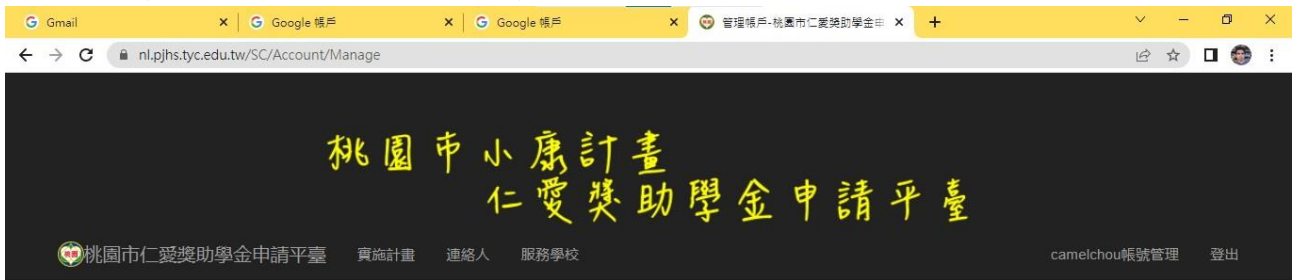 Gmail
Google 帳戶
Google 帳戶
管理帳戶-桃園市仁愛獎助學金申
nl.pjhs.tyc.edu.tw/SC/Account/Manage
桃園市小康計畫
仁愛獎助學金申請平臺
桃園市仁愛獎助學金申請平臺 實施計畫 連絡人 服務學校 camelchou帳號管理 登出